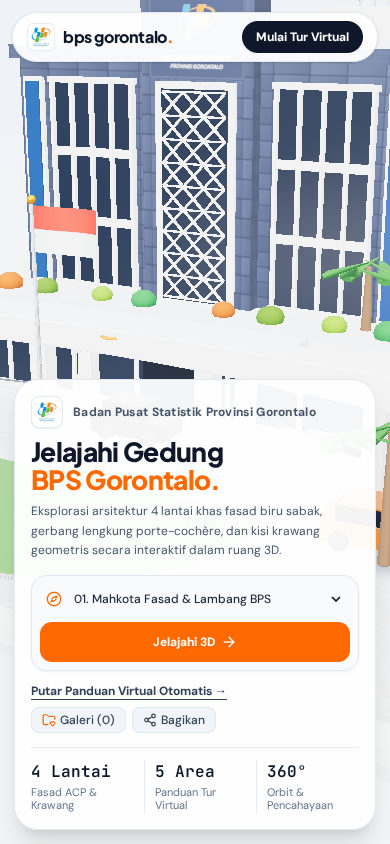 bps gorontalo.
Mulai Tur Virtual
PROVINSI GORONTALO
Badan Pusat Statistik Provinsi Gorontalo
Jelajahi Gedung
BPS Gorontalo.
Eksplorasi arsitektur 4 lantai khas fasad biru sabak,
gerbang lengkung porte-cochère, dan kisi krawang
geometris secara interaktif dalam ruang 3D.
01. Mahkota Fasad & Lambang BPS
Jelajahi 3D →
Putar Panduan Virtual Otomatis →
Galeri (0)
Bagikan
4 Lantai
Fasad ACP &
Krawang
5 Area
Panduan Tur
Virtual
360°
Orbit &
Pencahayaan